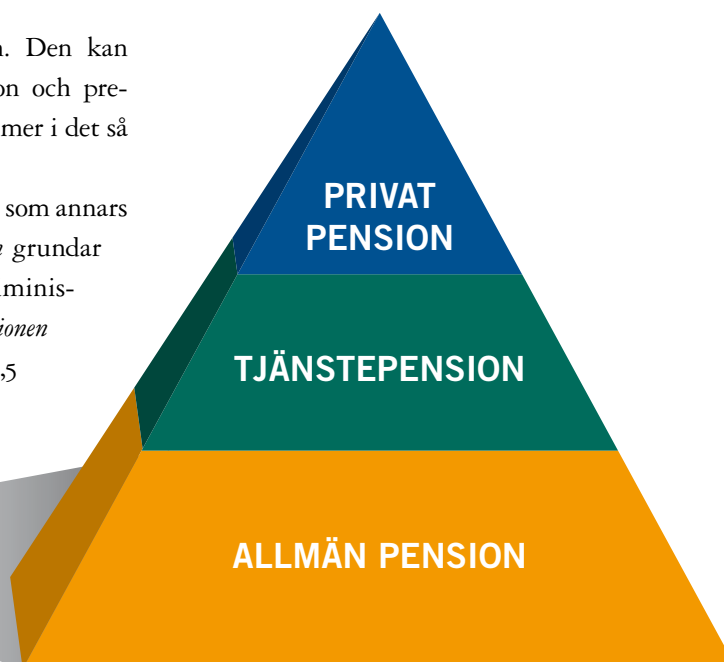 n. Den kan
on och pre-
mer i det så
som annars
grundar
minis-
ionen
,5
PRIVAT
PENSION
TJÄNSTEPENSION
ALLMÄN PENSION